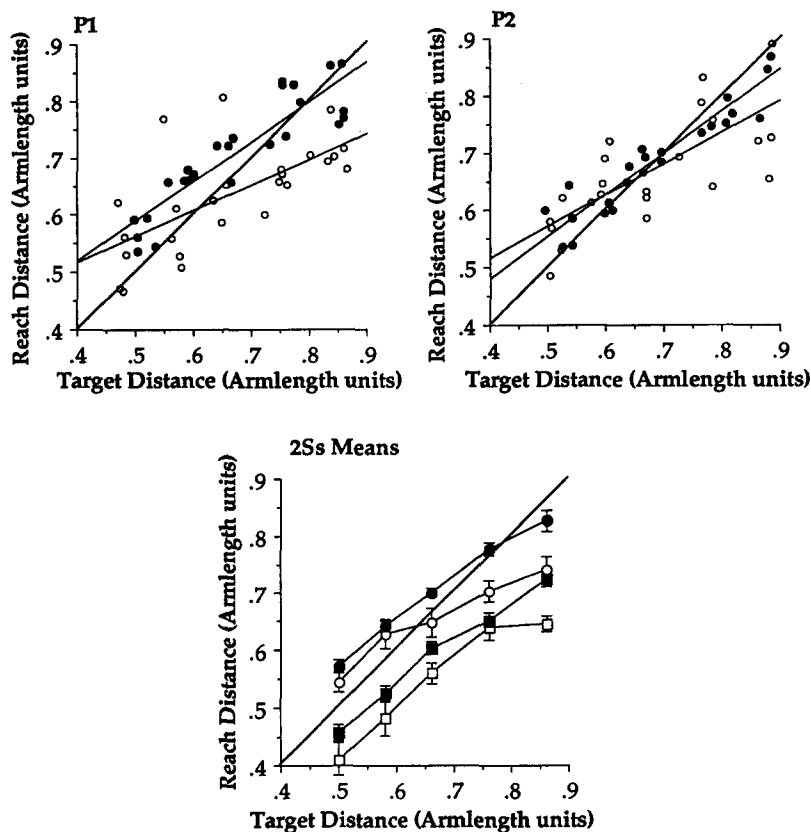 P1
.9
.8
.7
.6
.5
.4
Reach Distance (Armlength units)
.4 .5 .6 .7 .8 .9
Target Distance (Armlength units)
P2
.9
.8
.7
.6
.5
.4
Reach Distance (Armlength units)
.4 .5 .6 .7 .8 .9
Target Distance (Armlength units)
2Ss Means
.9
.8
.7
.6
.5
.4
Reach Distance (Armlength units)
.4 .5 .6 .7 .8 .9
Target Distance (Armlength units)